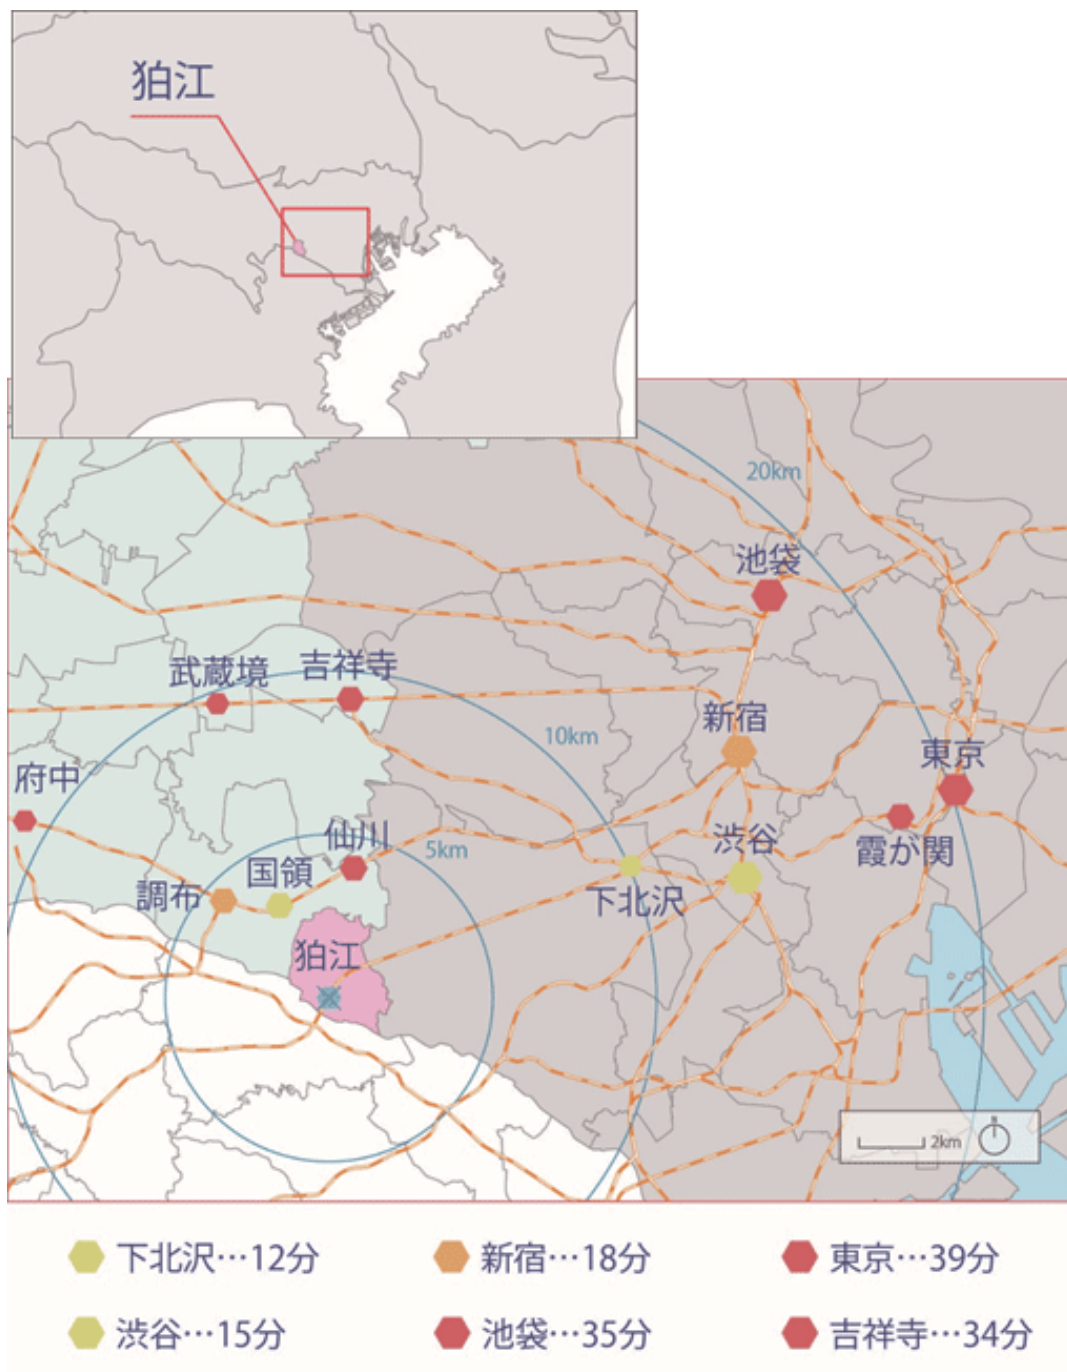 狛江
20km
池袋
武蔵境
吉祥寺
新宿
10km
東京
府中
仙川
5km
渋谷
霞が関
国領
調布
下北沢
狛江
N
2km
下北沢…12分
新宿…18分
東京…39分
渋谷…15分
池袋…35分
吉祥寺…34分